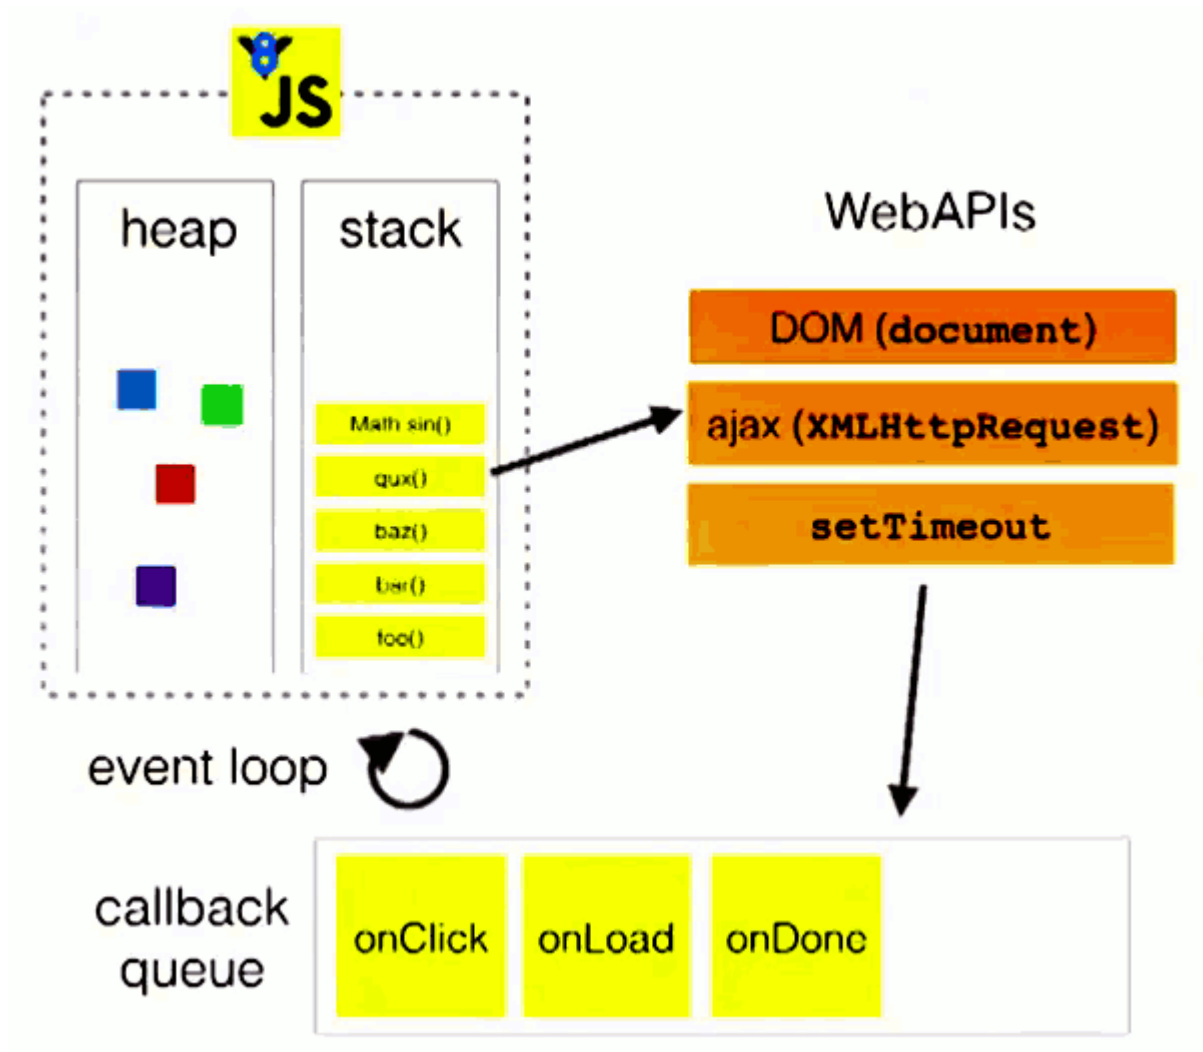 8
JS
heap
stack
Math sin()
qux()
baz()
bar()
foo()
WebAPIs
DOM (document)
ajax (XMLHttpRequest)
setTimeout
event loop
callback
queue
onClick
onLoad
onDone